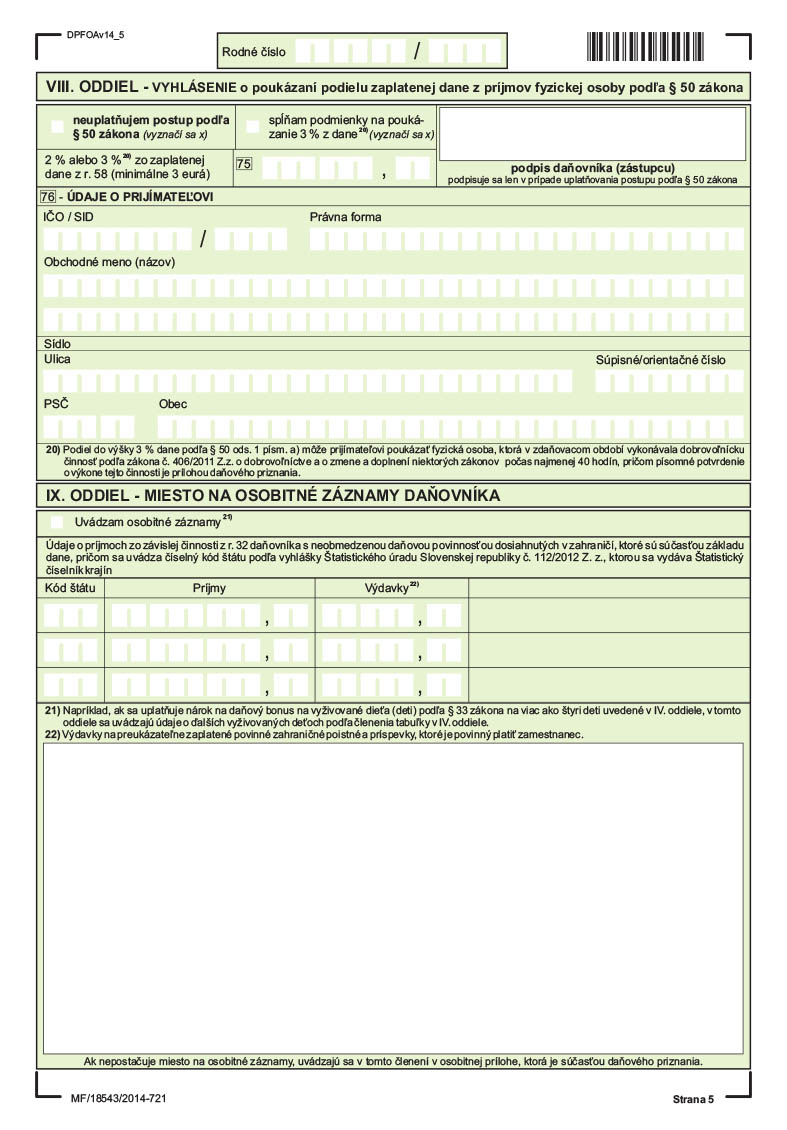 DPFOAv14_5
Rodné číslo /
VIII. ODDIEL - VYHLÁSENIE o poukázaní podielu zaplatenej dane z príjmov fyzickej osoby podľa § 50 zákona
neuplatňujem postup podľa
§ 50 zákona (vyznačí sa x)
spĺňam podmienky na pouká-
zanie 3 % z dane 20) (vyznačí sa x)
2 % alebo 3 % 20) zo zaplatenej
dane z r. 58 (minimálne 3 eurá)
75 ,
podpis daňovníka (zástupcu)
podpisuje sa len v prípade uplatňovania postupu podľa § 50 zákona
76 - ÚDAJE O PRIJÍMATEĽOVI
IČO / SID Právna forma
/
Obchodné meno (názov)
Sídlo
Ulica Súpisné/orientačné číslo
PSČ Obec
20) Podiel do výšky 3 % dane podľa § 50 ods. 1 písm. a) môže prijímateľovi poukázať fyzická osoba, ktorá v zdaňovacom období vykonávala dobrovoľnícku
činnosť podľa zákona č. 406/2011 Z.z. o dobrovoľníctve a o zmene a doplnení niektorých zákonov počas najmenej 40 hodín, pričom písomné potvrdenie
o výkone tejto činnosti je prílohou daňového priznania.
IX. ODDIEL - MIESTO NA OSOBITNÉ ZÁZNAMY DAŇOVNÍKA
Uvádzam osobitné záznamy 21)
Údaje o príjmoch zo závislej činnosti z r. 32 daňovníka s neobmedzenou daňovou povinnosťou dosiahnutých v zahraničí, ktoré sú súčasťou základu
dane, pričom sa uvádza číselný kód štátu podľa vyhlášky Štatistického úradu Slovenskej republiky č. 112/2012 Z. z., ktorou sa vydáva Štatistický
číselník krajín
Kód štátu Príjmy Výdavky 22)
, ,
, ,
, ,
21) Napríklad, ak sa uplatňuje nárok na daňový bonus na vyživované dieťa (deti) podľa § 33 zákona na viac ako štyri deti uvedené v IV. oddiele, v tomto
oddiele sa uvádzajú údaje o ďalších vyživovaných deťoch podľa členenia tabuľky v IV. oddiele.
22) Výdavky na preukázateľne zaplatené povinné zahraničné poistné a príspevky, ktoré je povinný platiť zamestnanec.
Ak nepostačuje miesto na osobitné záznamy, uvádzajú sa v tomto členení v osobitnej prílohe, ktorá je súčasťou daňového priznania.
MF/18543/2014-721 Strana 5